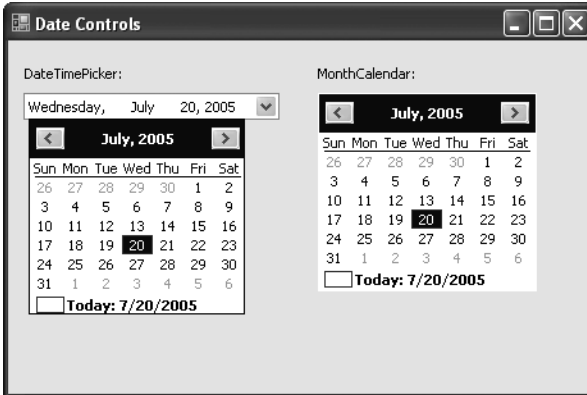 Date Controls
DateTimePicker:
Wednesday, July 20, 2005
July, 2005
Sun Mon Tue Wed Thu Fri Sat
26 27 28 29 30 1 2
3 4 5 6 7 8 9
10 11 12 13 14 15 16
17 18 19 20 21 22 23
24 25 26 27 28 29 30
31 1 2 3 4 5 6
Today: 7/20/2005
MonthCalendar:
July, 2005
Sun Mon Tue Wed Thu Fri Sat
26 27 28 29 30 1 2
3 4 5 6 7 8 9
10 11 12 13 14 15 16
17 18 19 20 21 22 23
24 25 26 27 28 29 30
31 1 2 3 4 5 6
Today: 7/20/2005